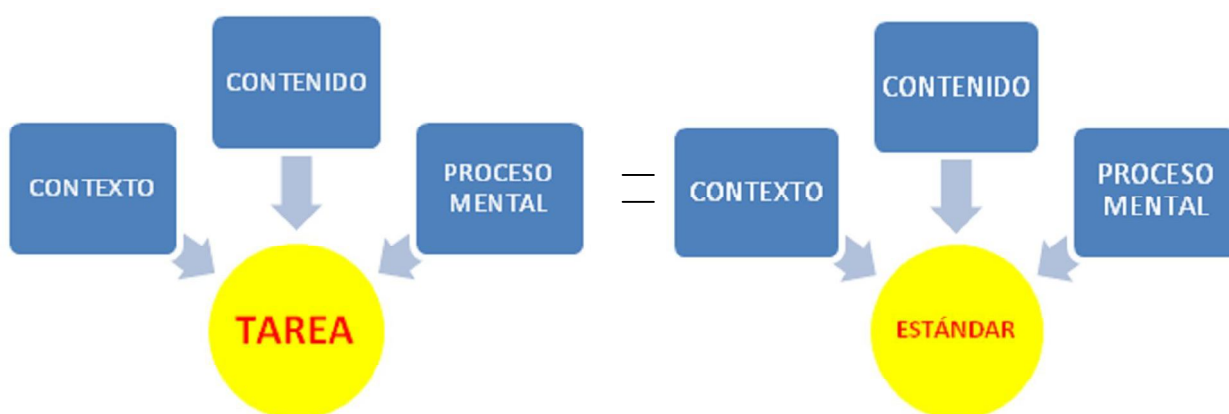 CONTENIDO
CONTEXTO
PROCESO
MENTAL
TAREA
=
CONTENIDO
CONTEXTO
PROCESO
MENTAL
ESTÁNDAR